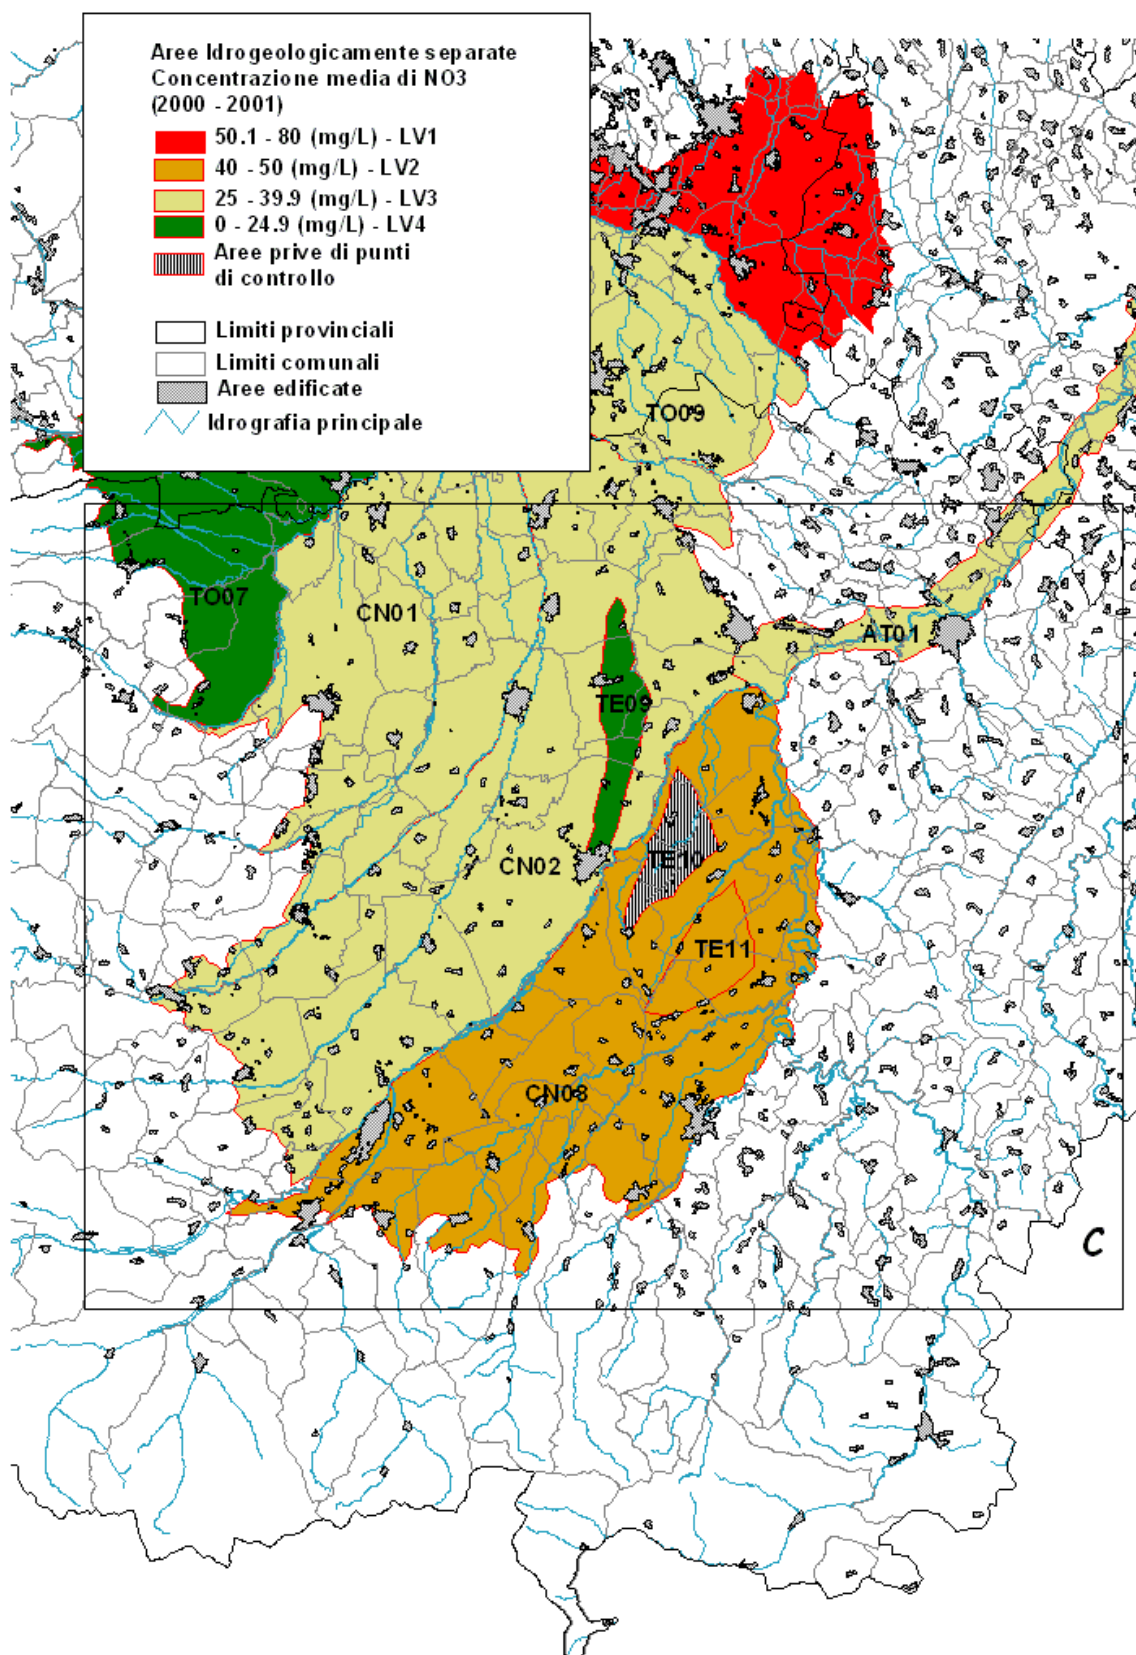 Aree Idrogeologicamente separate
Concentrazione media di NO3
(2000 - 2001)
50.1 - 80 (mg/L) - LV1
40 - 50 (mg/L) - LV2
25 - 39.9 (mg/L) - LV3
0 - 24.9 (mg/L) - LV4
Aree prive di punti
di controllo
Limiti provinciali
Limiti comunali
Aree edificate
Idrografia principale
TO09
TO07
CN01
AT01
TE09
TE10
CN02
TE11
CN08
C